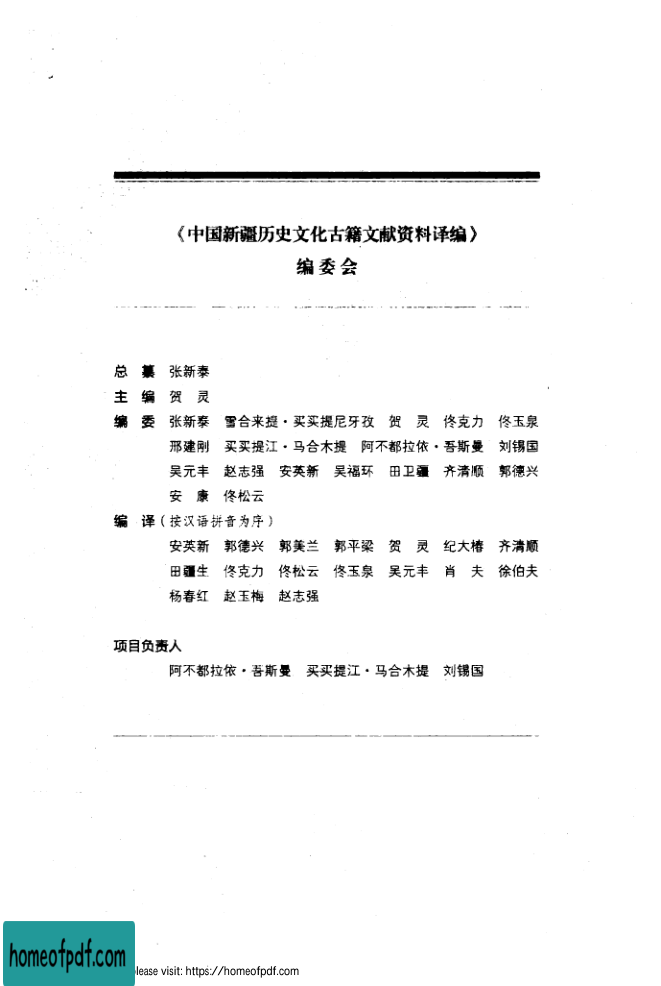 《中国新疆历史文化古籍文献资料译编》
编委会
总 纂 张新泰
主 编 贺 灵
编 委 张新泰 雪合来提·买买提尼牙孜 贺 灵 佟克力 佟玉泉
邢建刚 买买提江·马合木提 阿不都拉依·吾斯曼 刘锡国
吴元丰 赵志强 安英新 吴福环 田卫疆 齐清顺 郭德兴
安 康 佟松云
编 译（按汉语拼音为序）
安英新 郭德兴 郭美兰 郭平梁 贺 灵 纪大椿 齐清顺
田疆生 佟克力 佟松云 佟玉泉 吴元丰 肖 夫 徐伯夫
杨春红 赵玉梅 赵志强
项目负责人
阿不都拉依·吾斯曼 买买提江·马合木提 刘锡国
homeofpdf.com
lease visit: https://homeofpdf.com